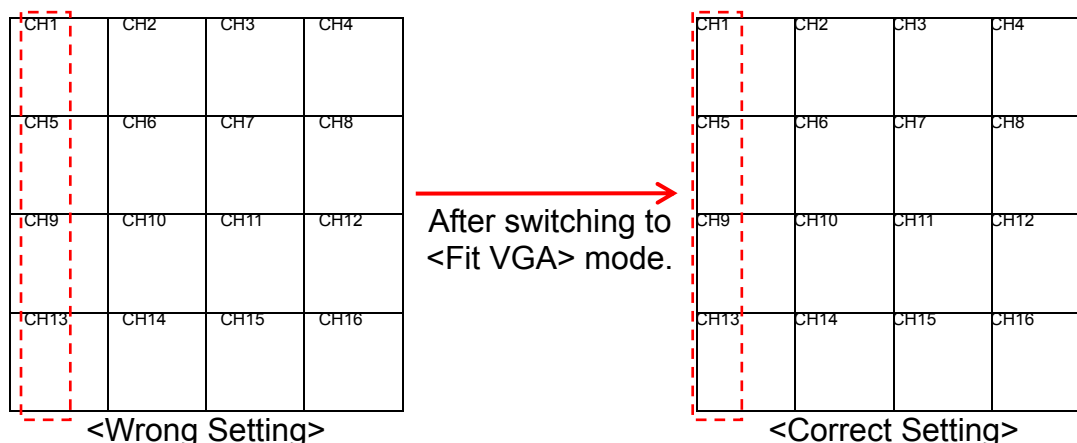 CH1 CH2 CH3 CH4
CH5 CH6 CH7 CH8
CH9 CH10 CH11 CH12
CH13 CH14 CH15 CH16
<Wrong Setting>
After switching to
<Fit VGA> mode.
CH1 CH2 CH3 CH4
CH5 CH6 CH7 CH8
CH9 CH10 CH11 CH12
CH13 CH14 CH15 CH16
<Correct Setting>